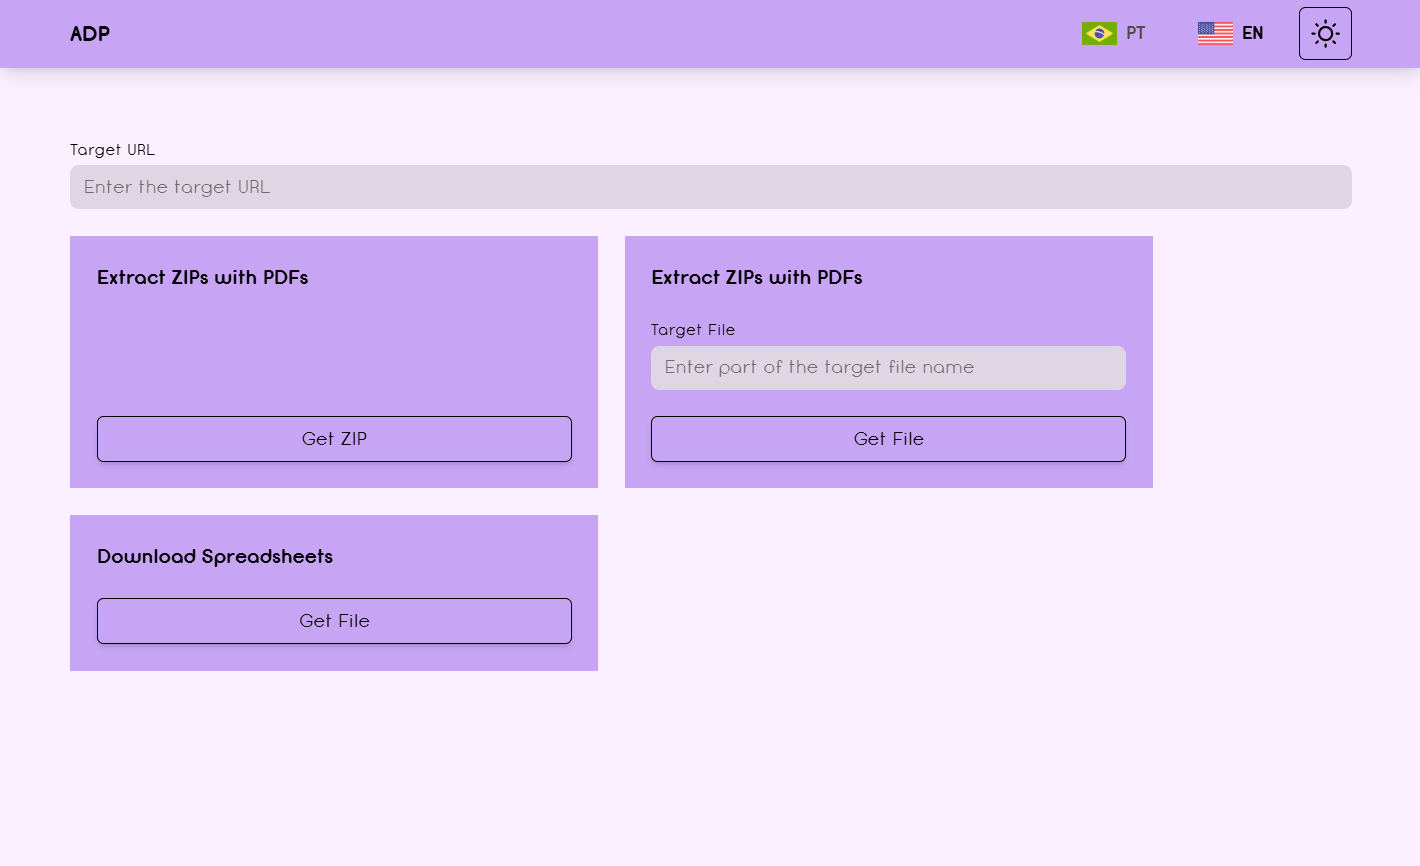 ADP
PT
EN
Target URL
Enter the target URL
Extract ZIPs with PDFs
Get ZIP
Extract ZIPs with PDFs
Target File
Enter part of the target file name
Get File
Download Spreadsheets
Get File